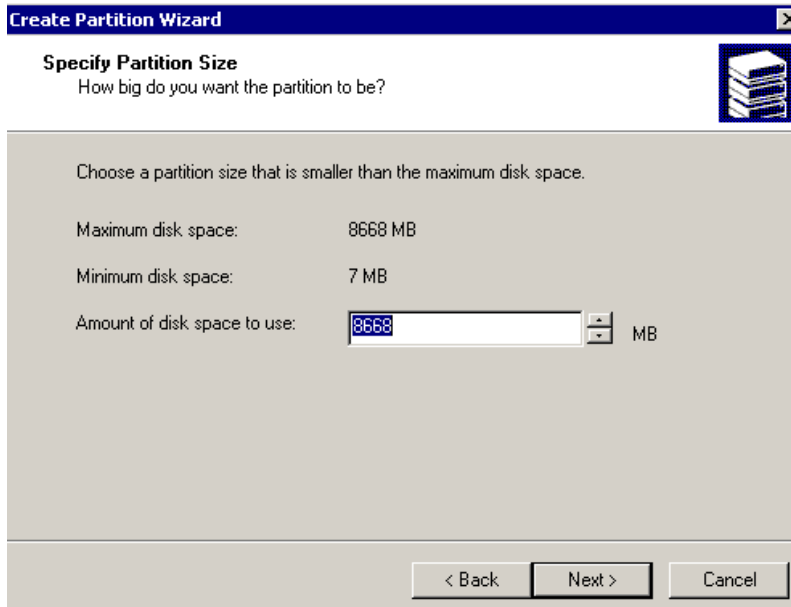 Create Partition Wizard
Specify Partition Size
How big do you want the partition to be?
Choose a partition size that is smaller than the maximum disk space.
Maximum disk space: 8668 MB
Minimum disk space: 7 MB
Amount of disk space to use: 8668 MB
< Back Next > Cancel